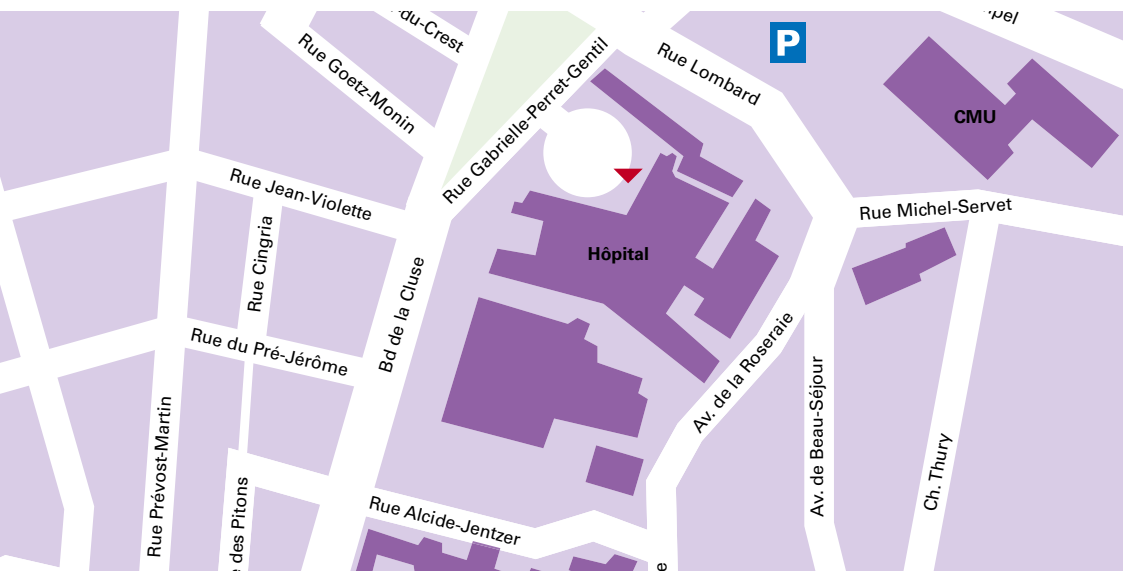 du-Crest
pel
P
Rue Goetz-Monin
Rue Gabrielle-Perret-Gentil
Rue Lombard
CMU
Rue Jean-Violette
Rue Michel-Servet
Rue Cingria
Hôpital
Bd de la Cluse
Rue du Pré-Jérôme
Av. de la Roseraie
Av. de Beau-Séjour
Rue Prévost-Martin
Ch. Thury
des Pitons
Rue Alcide-Jentzer
e